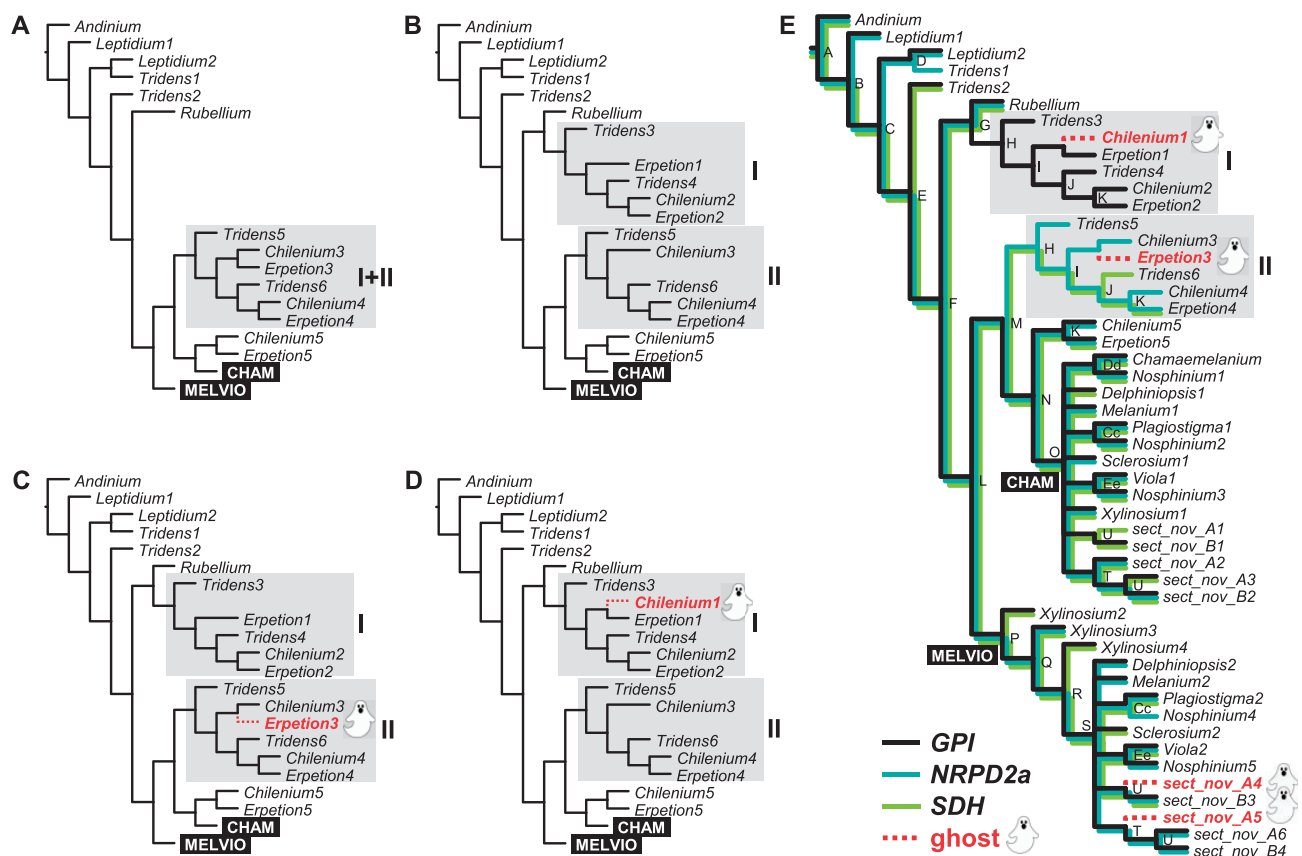 A
Andinium
Leptidium1
Leptidium2
Tridens1
Tridens2
Rubellium
Tridens5
Chilenium3
Erpetion3
Tridens6
Chilenium4
Erpetion4
I+II
Chilenium5
Erpetion5
CHAM
MELVIO
B
Andinium
Leptidium1
Leptidium2
Tridens1
Tridens2
Rubellium
Tridens3
Erpetion1
Tridens4
Chilenium2
Erpetion2
I
Tridens5
Chilenium3
Tridens6
Chilenium4
Erpetion4
II
Chilenium5
Erpetion5
CHAM
MELVIO
C
Andinium
Leptidium1
Leptidium2
Tridens1
Tridens2
Rubellium
Tridens3
Erpetion1
Tridens4
Chilenium2
Erpetion2
I
Tridens5
Chilenium3
Erpetion3
Tridens6
Chilenium4
Erpetion4
II
Chilenium5
Erpetion5
CHAM
MELVIO
D
Andinium
Leptidium1
Leptidium2
Tridens1
Tridens2
Rubellium
Tridens3
Chilenium1
Erpetion1
Tridens4
Chilenium2
Erpetion2
I
Tridens5
Chilenium3
Tridens6
Chilenium4
Erpetion4
II
Chilenium5
Erpetion5
CHAM
MELVIO
E
Andinium
A
Leptidium1
B
Leptidium2
D
Tridens1
C
Tridens2
E
Rubellium
G
Tridens3
H
Chilenium1
Erpetion1
I
I
Tridens4
J
Chilenium2
K
Erpetion2
F
Tridens5
H
Chilenium3
Erpetion3
II
I
Tridens6
J
Chilenium4
K
Erpetion4
M
Chilenium5
K
Erpetion5
N
Chamaemelanium
Dd
Nosphinium1
Delphiniopsis1
Melanium1
Plagiostigma1
Cc
Nosphinium2
O
Sclerosium1
CHAM
Viola1
Ee
Nosphinium3
L
Xylinosium1
sect_nov_A1
U
sect_nov_B1
sect_nov_A2
T
sect_nov_A3
U
sect_nov_B2
Xylinosium2
P
Xylinosium3
MELVIO
Q
Xylinosium4
R
Delphiniopsis2
Melanium2
Plagiostigma2
Cc
Nosphinium4
S
Sclerosium2
Viola2
Ee
Nosphinium5
sect_nov_A4
U
sect_nov_B3
sect_nov_A5
T
sect_nov_A6
U
sect_nov_B4
GPI
NRPD2a
SDH
ghost